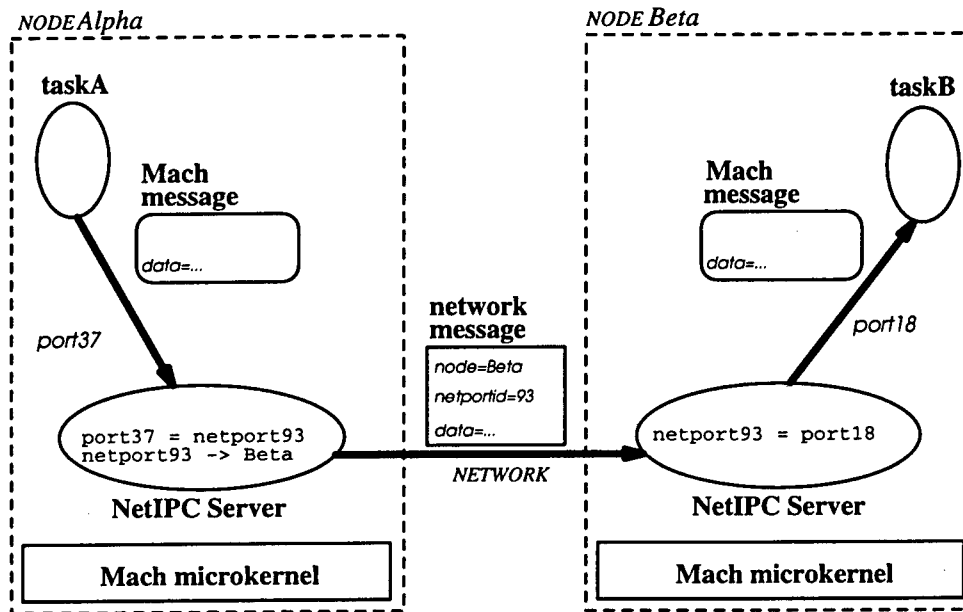 NODE Alpha
taskA
Mach
message
data=...
port37
port37 = netport93
netport93 -> Beta
NetIPC Server
Mach microkernel
network
message
node=Beta
netportid=93
data=...
NETWORK
NODE Beta
taskB
Mach
message
data=...
port18
netport93 = port18
NetIPC Server
Mach microkernel